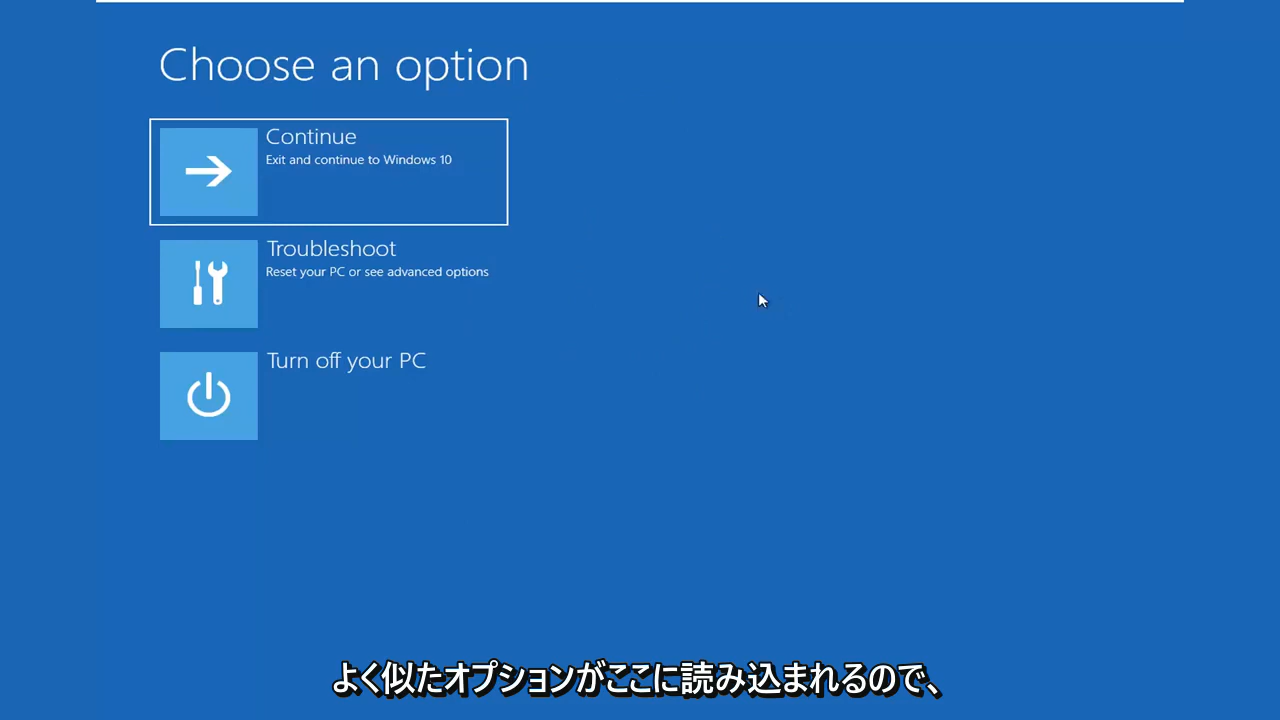 Choose an option
Continue
Exit and continue to Windows 10
Troubleshoot
Reset your PC or see advanced options
Turn off your PC
よく似たオプションがここに読み込まれるので、